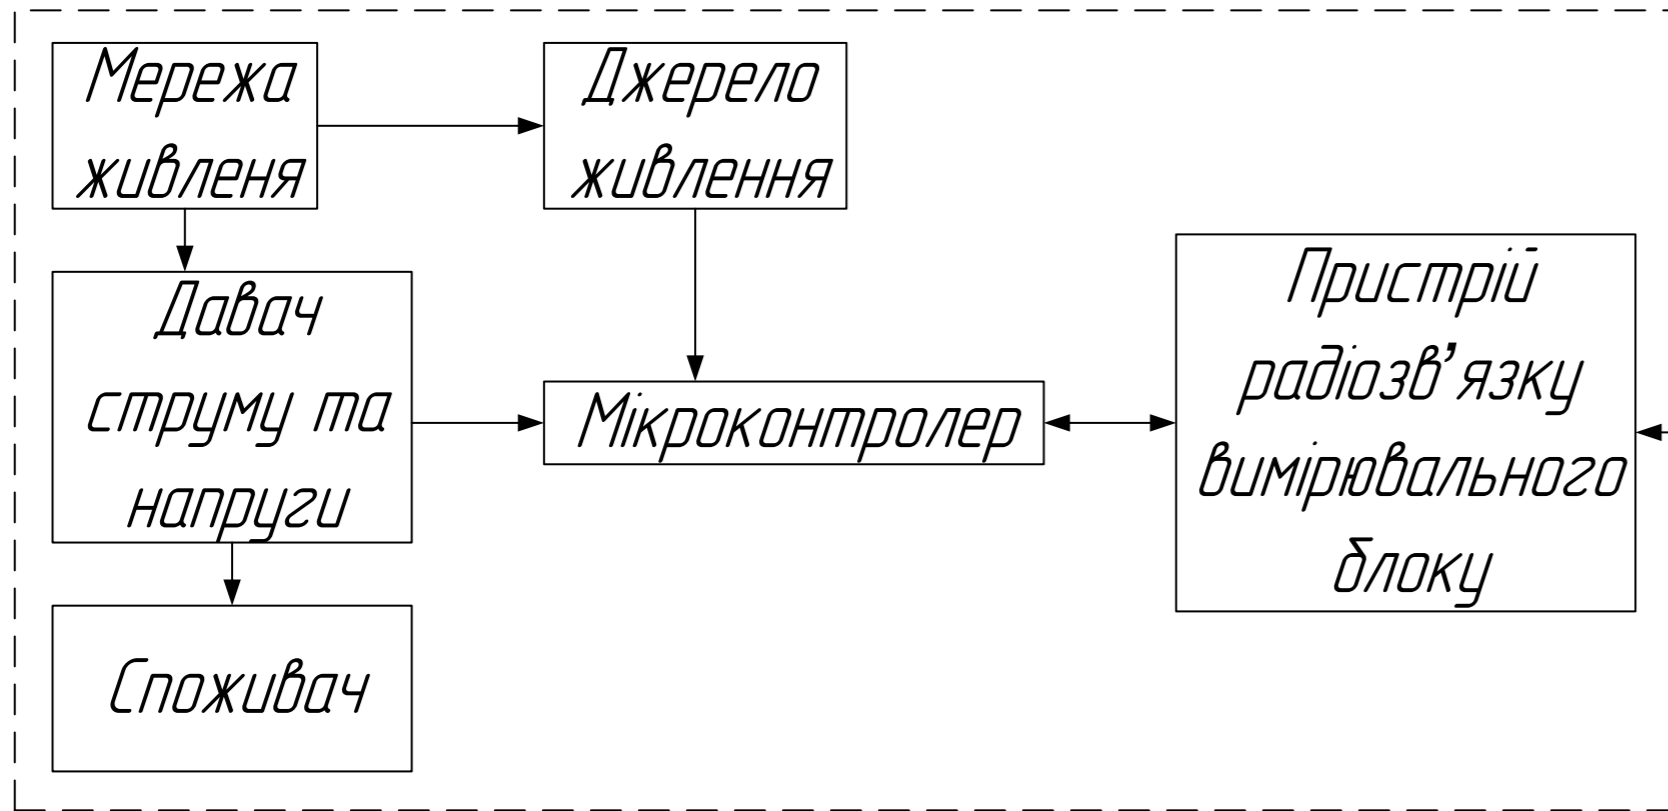 Мережа
живленя
Джерело
живлення
Давач
струму та
напруги
Мікроконтролер
Пристрій
радіозв'язку
вимірювального
блоку
Споживач